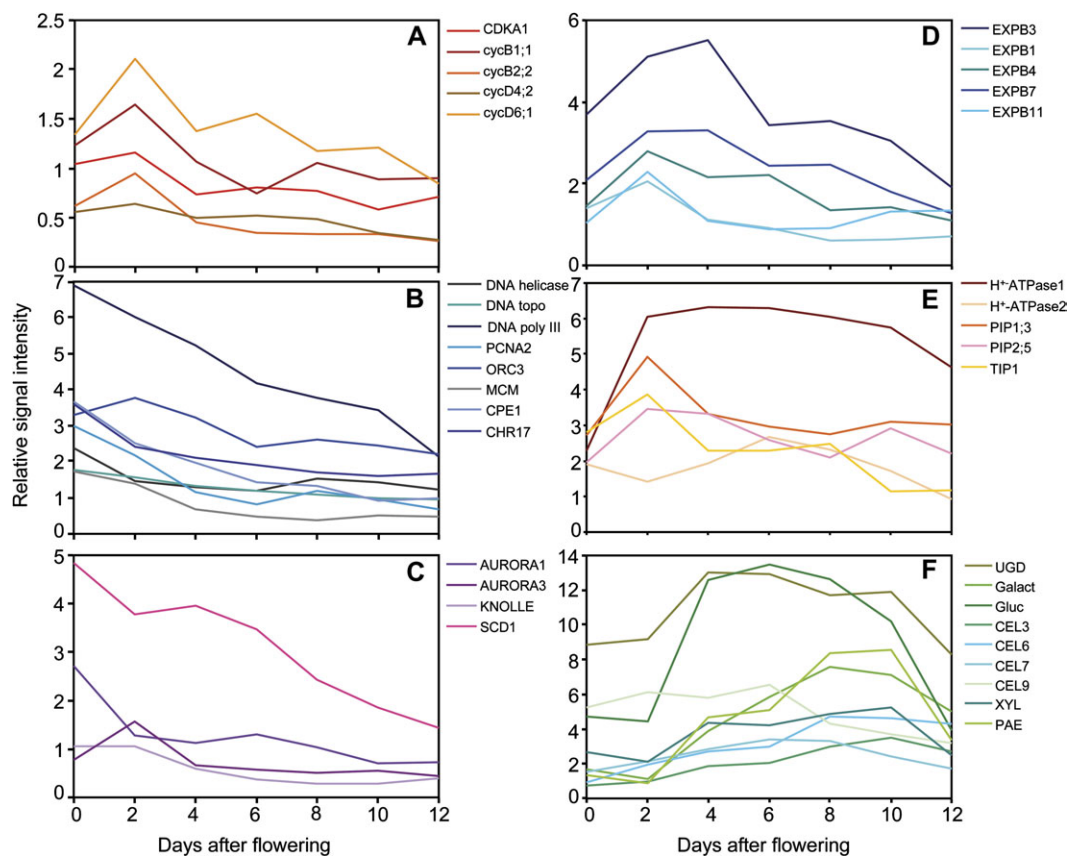 Relative signal intensity
2.5
2
1.5
1
0.5
0
A
CDKA1
cycB1;1
cycB2;2
cycD4;2
cycD6;1
7
6
5
4
3
2
1
0
B
DNA helicase
DNA topo
DNA poly III
PCNA2
ORC3
MCM
CPE1
CHR17
5
4
3
2
1
0
C
AURORA1
AURORA3
KNOLLE
SCD1
0 2 4 6 8 10 12
Days after flowering
6
4
2
0
D
EXPB3
EXPB1
EXPB4
EXPB7
EXPB11
7
6
5
4
3
2
1
0
E
H⁺-ATPase1
H⁺-ATPase2
PIP1;3
PIP2;5
TIP1
14
12
10
8
6
4
2
0
F
UGD
Galact
Gluc
CEL3
CEL6
CEL7
CEL9
XYL
PAE
0 2 4 6 8 10 12
Days after flowering